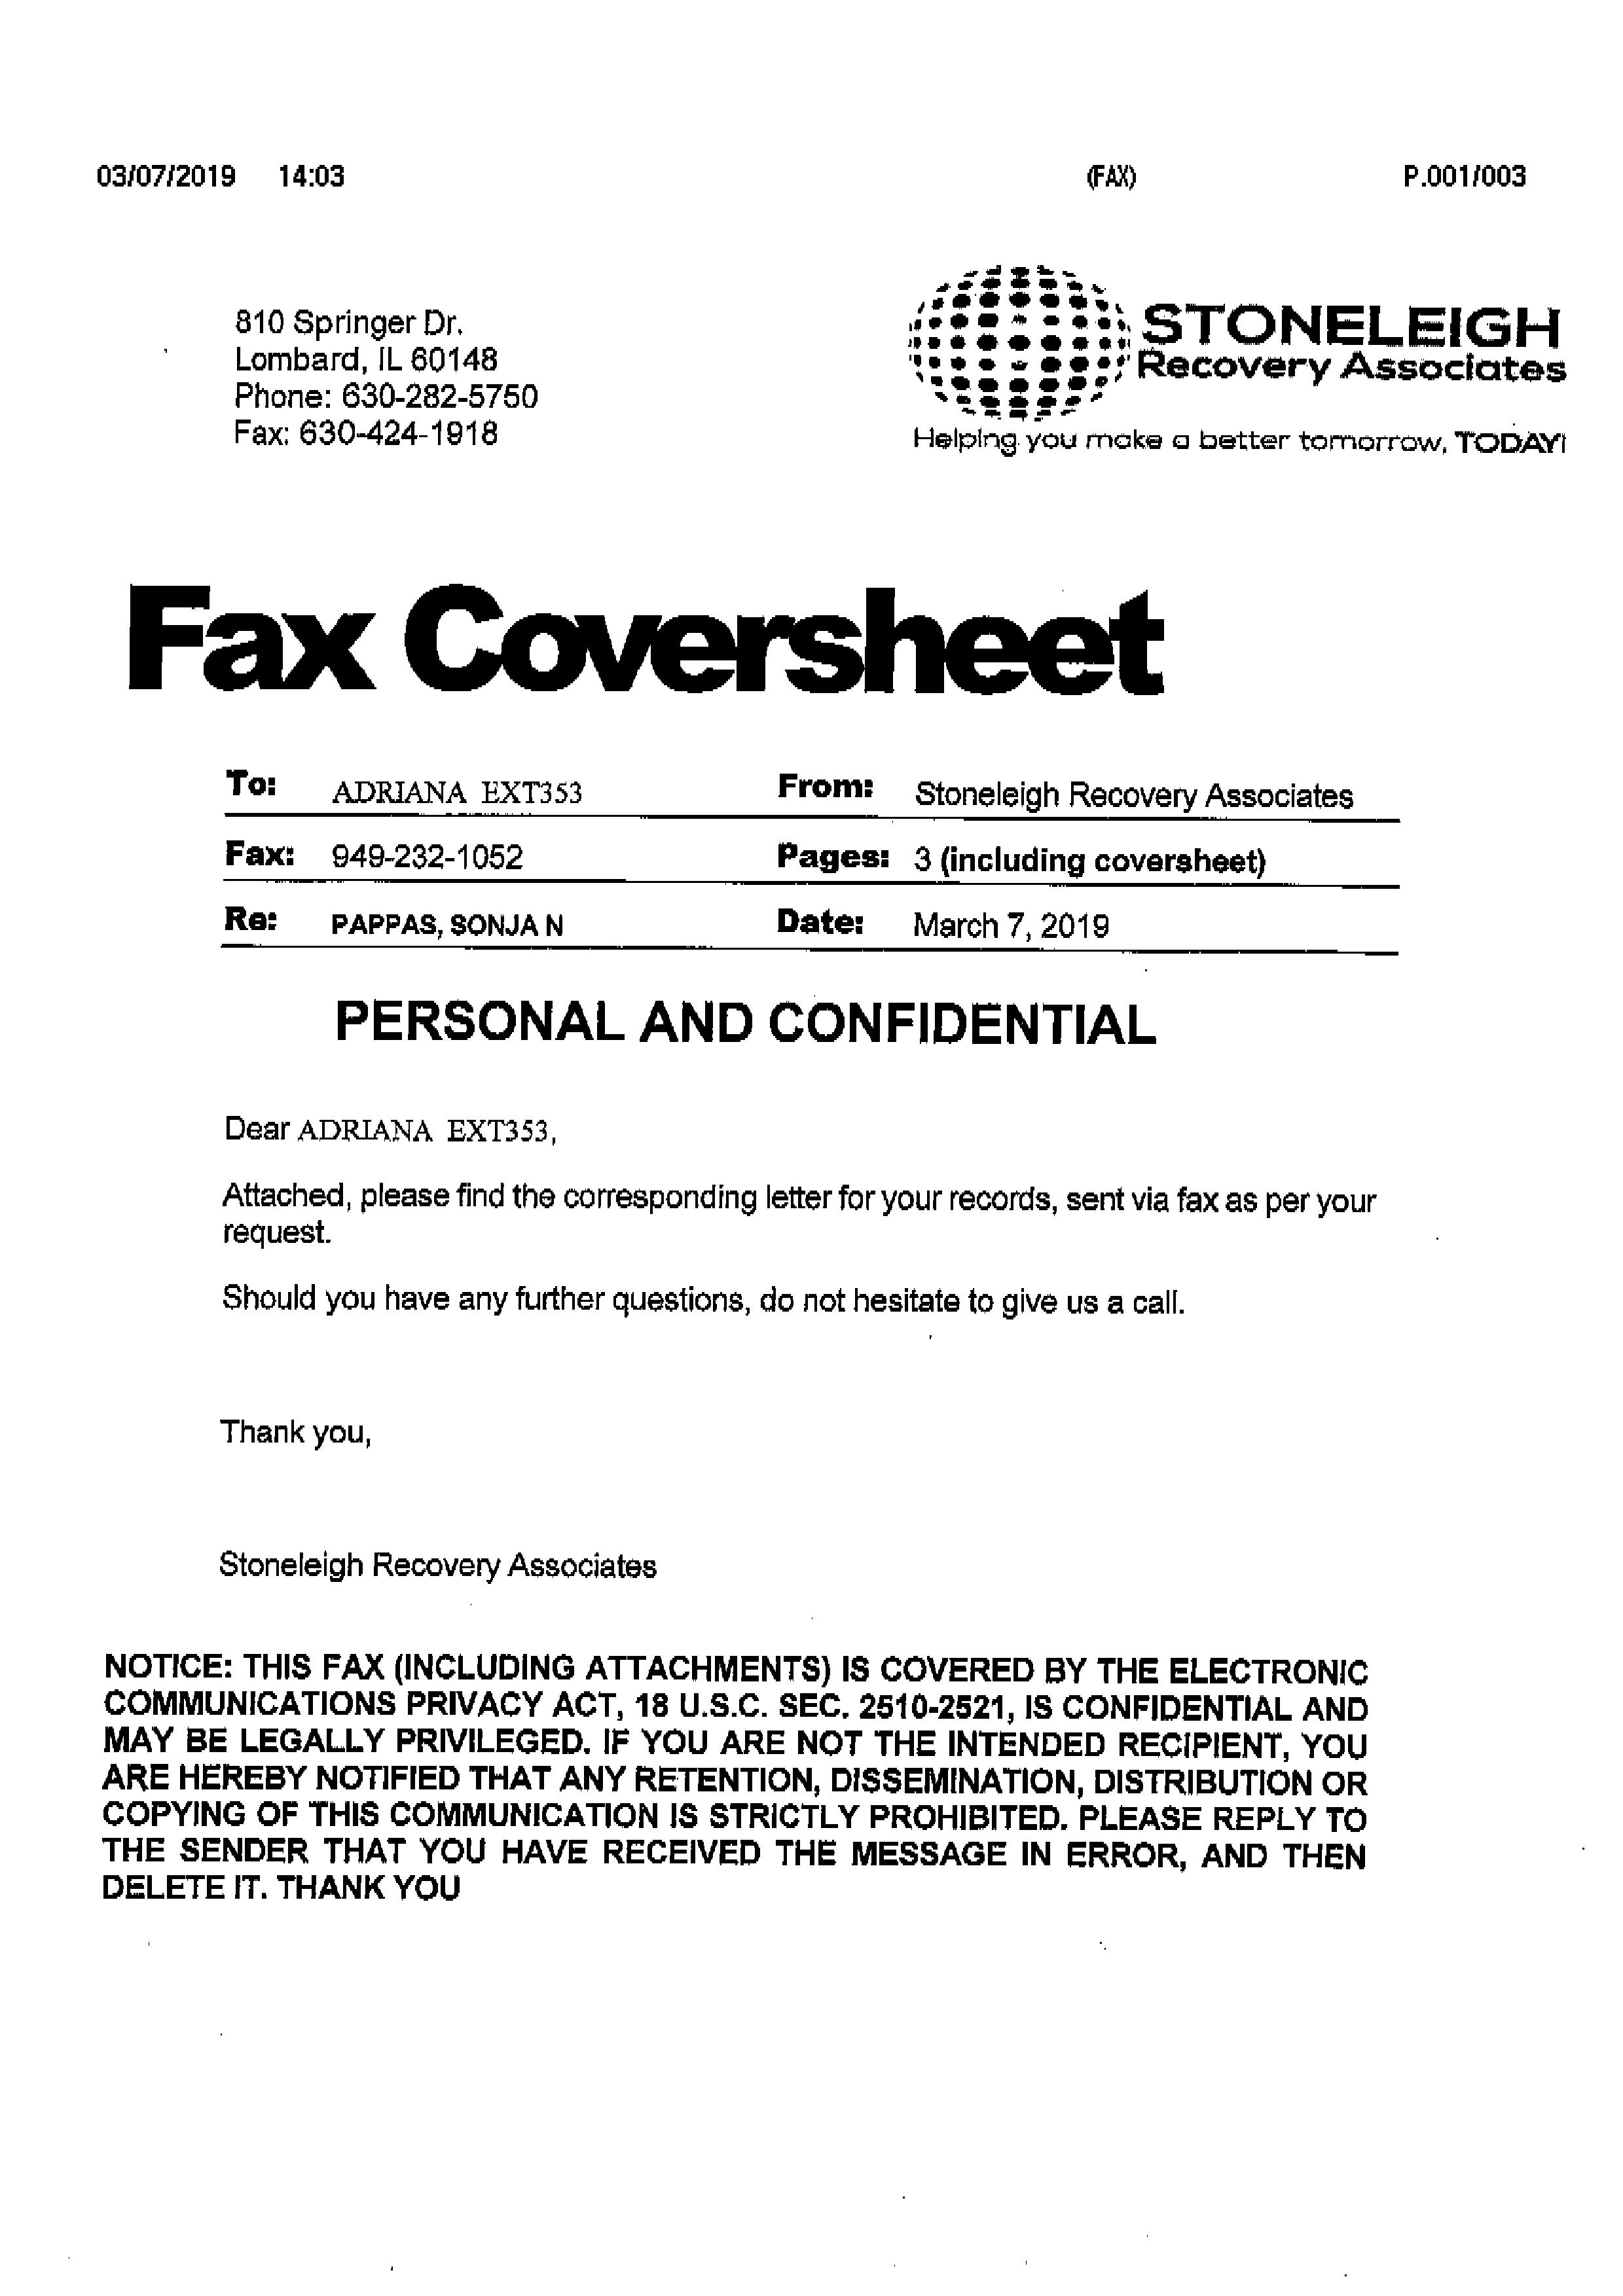 03/07/2019 14:03 (FAX) P.001/003
810 Springer Dr.
Lombard, IL 60148
Phone: 630-282-5750
Fax: 630-424-1918
STONELEIGH
Recovery Associates
Helping you make a better tomorrow, TODAY!
Fax Coversheet
To: ADRIANA EXT353 From: Stoneleigh Recovery Associates
Fax: 949-232-1052 Pages: 3 (including coversheet)
Re: PAPPAS, SONJA N Date: March 7, 2019
PERSONAL AND CONFIDENTIAL
Dear ADRIANA EXT353,
Attached, please find the corresponding letter for your records, sent via fax as per your
request.
Should you have any further questions, do not hesitate to give us a call.
Thank you,
Stoneleigh Recovery Associates
NOTICE: THIS FAX (INCLUDING ATTACHMENTS) IS COVERED BY THE ELECTRONIC
COMMUNICATIONS PRIVACY ACT, 18 U.S.C. SEC. 2510-2521, IS CONFIDENTIAL AND
MAY BE LEGALLY PRIVILEGED. IF YOU ARE NOT THE INTENDED RECIPIENT, YOU
ARE HEREBY NOTIFIED THAT ANY RETENTION, DISSEMINATION, DISTRIBUTION OR
COPYING OF THIS COMMUNICATION IS STRICTLY PROHIBITED. PLEASE REPLY TO
THE SENDER THAT YOU HAVE RECEIVED THE MESSAGE IN ERROR, AND THEN
DELETE IT. THANK YOU